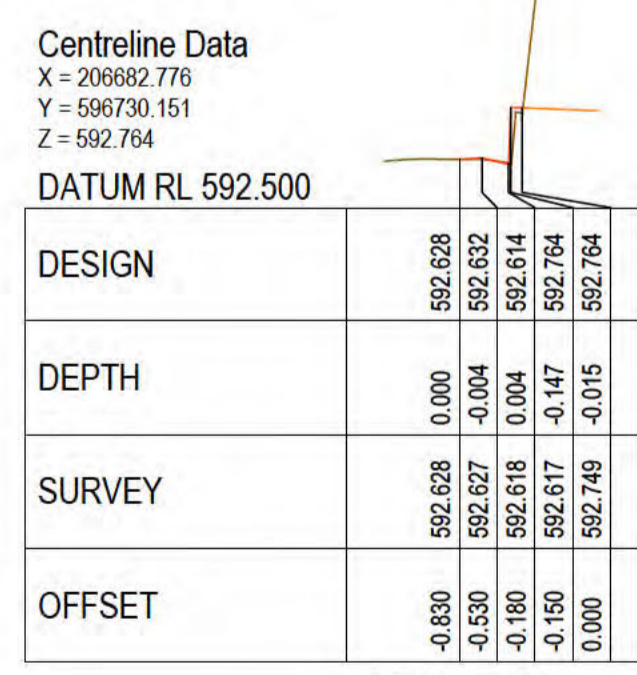 Centreline Data
X = 206682.776
Y = 596730.151
Z = 592.764
DATUM RL 592.500
DESIGN 592.628 592.632 592.614 592.764 592.764
DEPTH 0.000 -0.004 0.004 -0.147 -0.015
SURVEY 592.628 592.627 592.618 592.617 592.749
OFFSET -0.830 -0.530 -0.180 -0.150 0.000